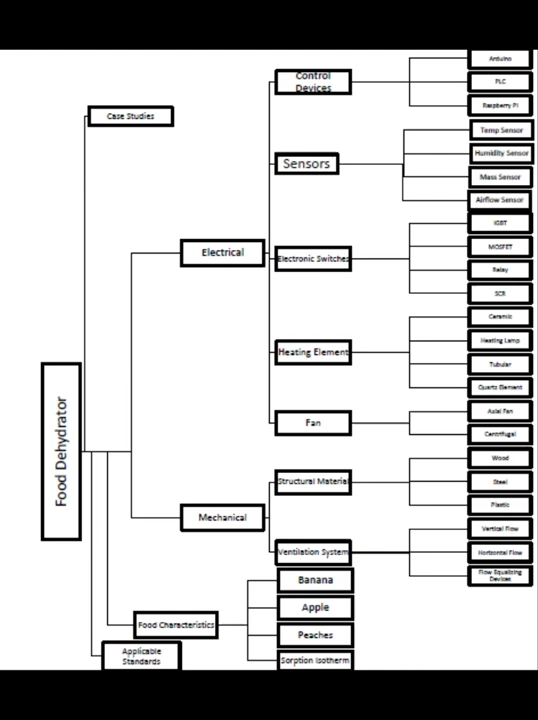 Food Dehydrator
Case Studies
Electrical
Control
Devices
Arduino
PLC
Raspberry Pi
Sensors
Temp Sensor
Humidity Sensor
Mass Sensor
Airflow Sensor
Electronic Switches
IGBT
MOSFET
Relay
SCR
Heating Element
Ceramic
Heating Lamp
Tubular
Quartz Element
Fan
Axial Fan
Centrifugal
Mechanical
Structural Material
Wood
Steel
Plastic
Ventilation System
Vertical Flow
Horizontal Flow
Flow Equalizing
Devices
Food Characteristics
Banana
Apple
Peaches
Sorption Isotherm
Applicable
Standards